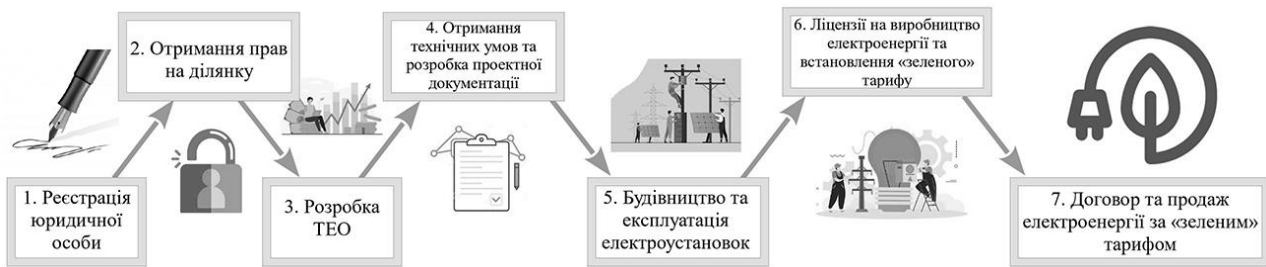 1. Реєстрація
юридичної
особи
2. Отримання прав
на ділянку
3. Розробка
ТЕО
4. Отримання
технічних умов та
розробка проектної
документації
5. Будівництво та
експлуатація
електроустановок
6. Ліцензії на виробництво
електроенергії та
встановлення «зеленого»
тарифу
7. Договор та продаж
електроенергії за «зеленим»
тарифом